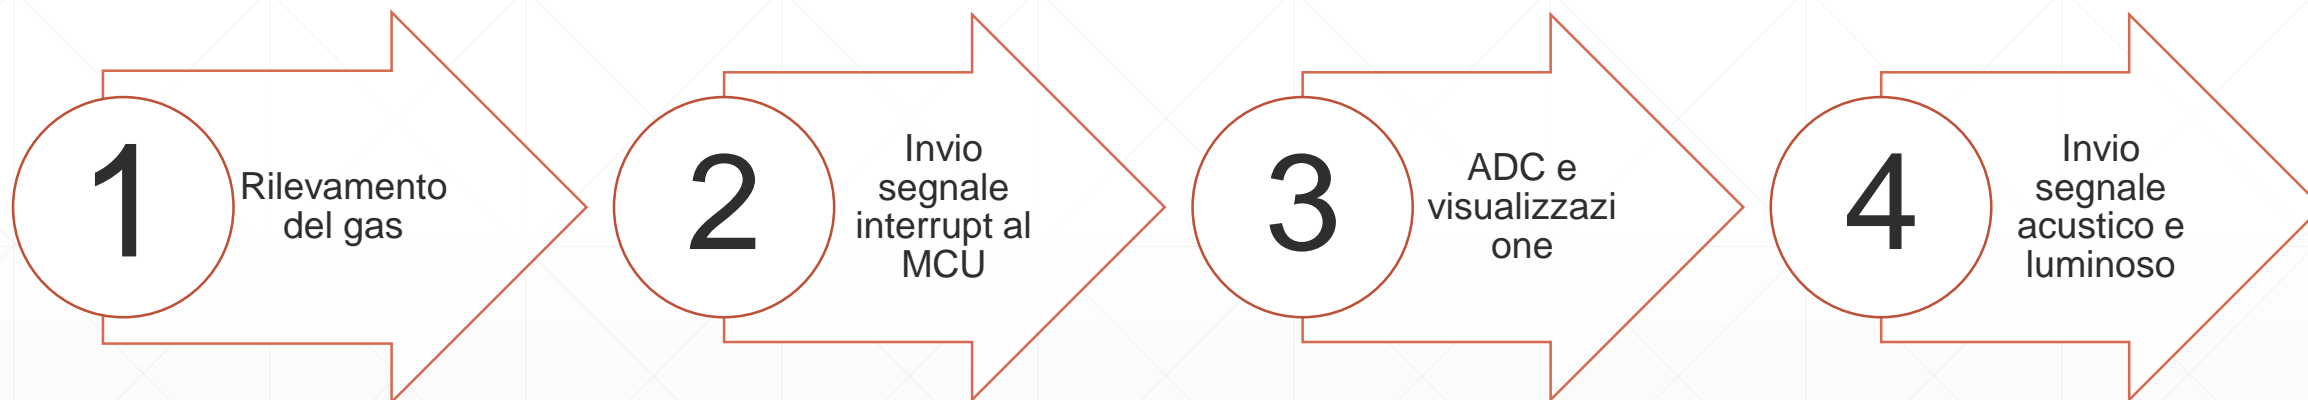 1
Rilevamento
del gas
2
Invio
segnale
interrupt al
MCU
3
ADC e
visualizzazi
one
4
Invio
segnale
acustico e
luminoso